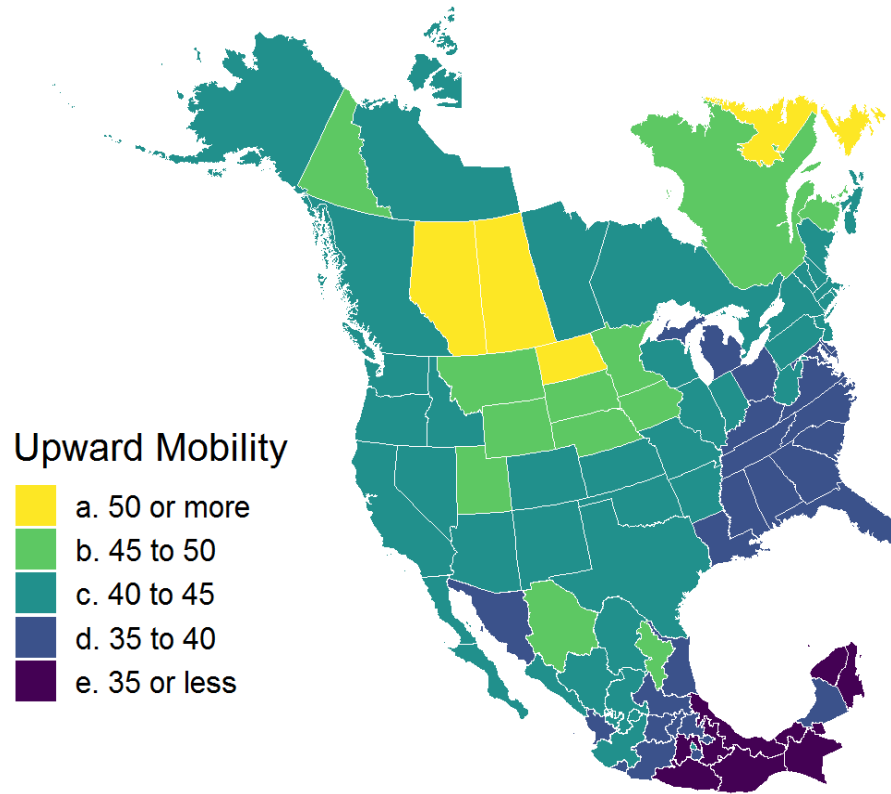 Upward Mobility
a. 50 or more
b. 45 to 50
c. 40 to 45
d. 35 to 40
e. 35 or less